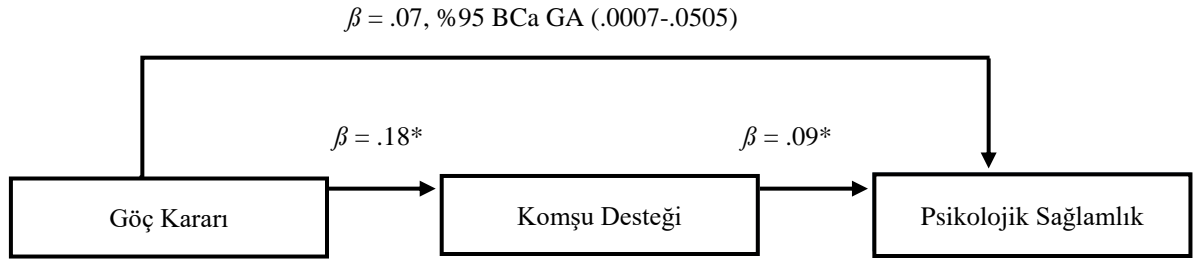 β = .07, %95 BCa GA (.0007-.0505)
β = .18*
β = .09*
Göç Kararı
Komşu Desteği
Psikolojik Sağlamlık